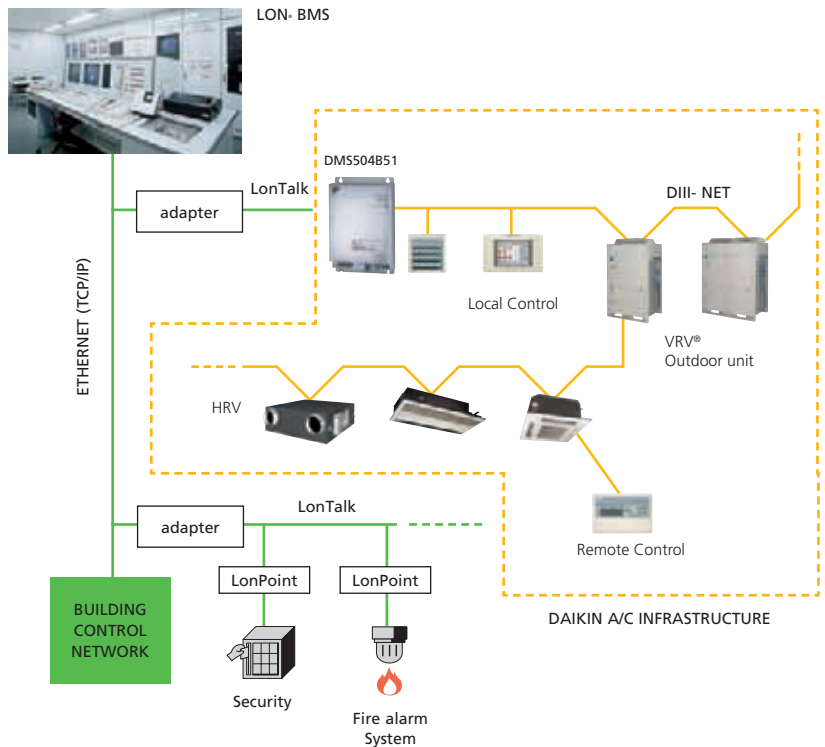 LON® BMS
DMS504B51
LonTalk
DIII- NET
adapter
Local Control
VRV®
Outdoor unit
ETHERNET (TCP/IP)
HRV
LonTalk
adapter
Remote Control
LonPoint
LonPoint
BUILDING
CONTROL
NETWORK
DAIKIN A/C INFRASTRUCTURE
Security
Fire alarm
System